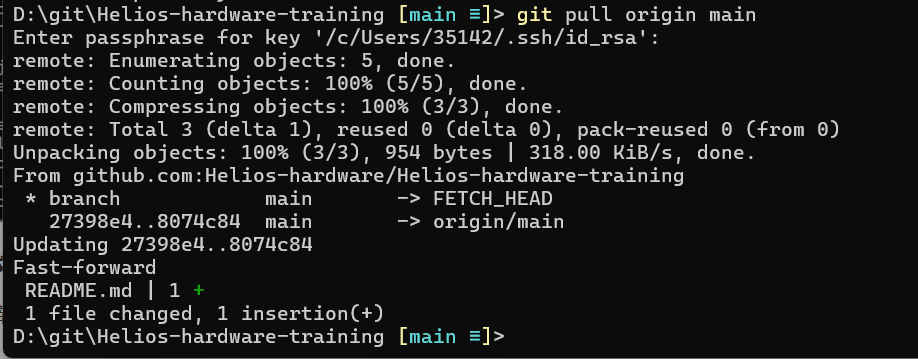 D:\git\Helios-hardware-training [main ≡]> git pull origin main
Enter passphrase for key '/c/Users/35142/.ssh/id_rsa':
remote: Enumerating objects: 5, done.
remote: Counting objects: 100% (5/5), done.
remote: Compressing objects: 100% (3/3), done.
remote: Total 3 (delta 1), reused 0 (delta 0), pack-reused 0 (from 0)
Unpacking objects: 100% (3/3), 954 bytes | 318.00 KiB/s, done.
From github.com:Helios-hardware/Helios-hardware-training
 * branch            main       -> FETCH_HEAD
   27398e4..8074c84  main       -> origin/main
Updating 27398e4..8074c84
Fast-forward
 README.md | 1 +
 1 file changed, 1 insertion(+)
D:\git\Helios-hardware-training [main ≡]>